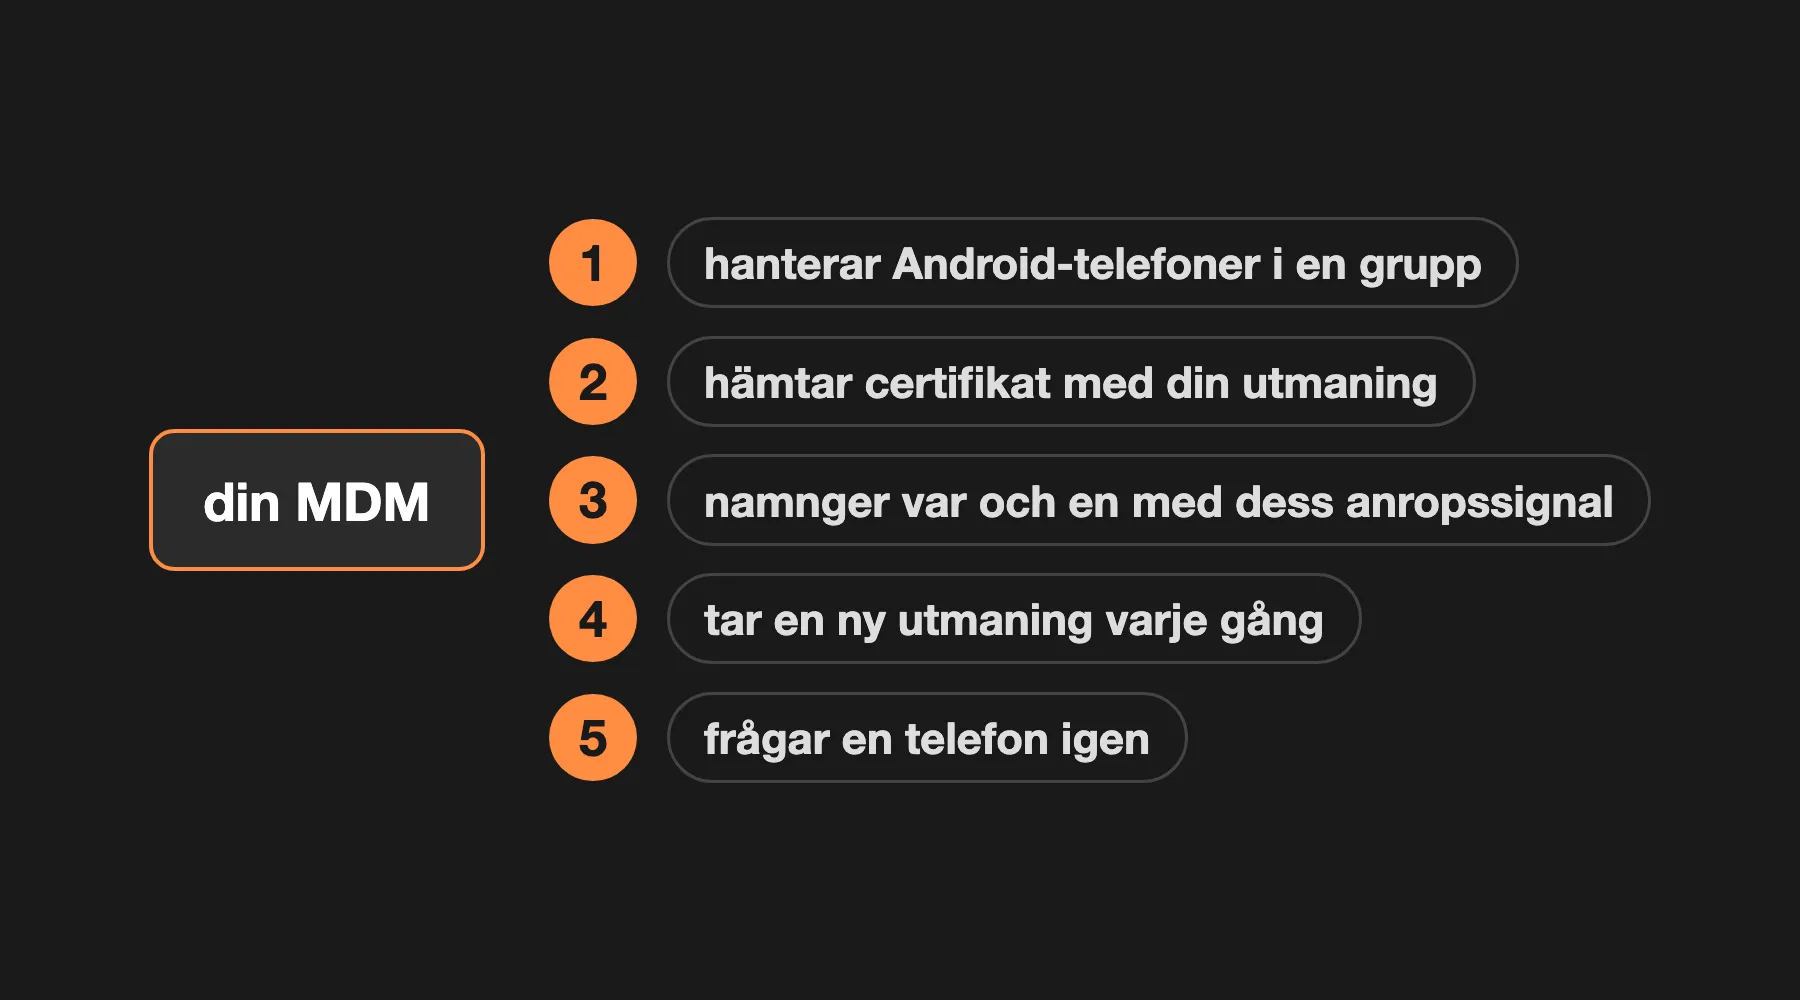 din MDM
1 hanterar Android-telefoner i en grupp
2 hämtar certifikat med din utmaning
3 namnger var och en med dess anropssignal
4 tar en ny utmaning varje gång
5 frågar en telefon igen